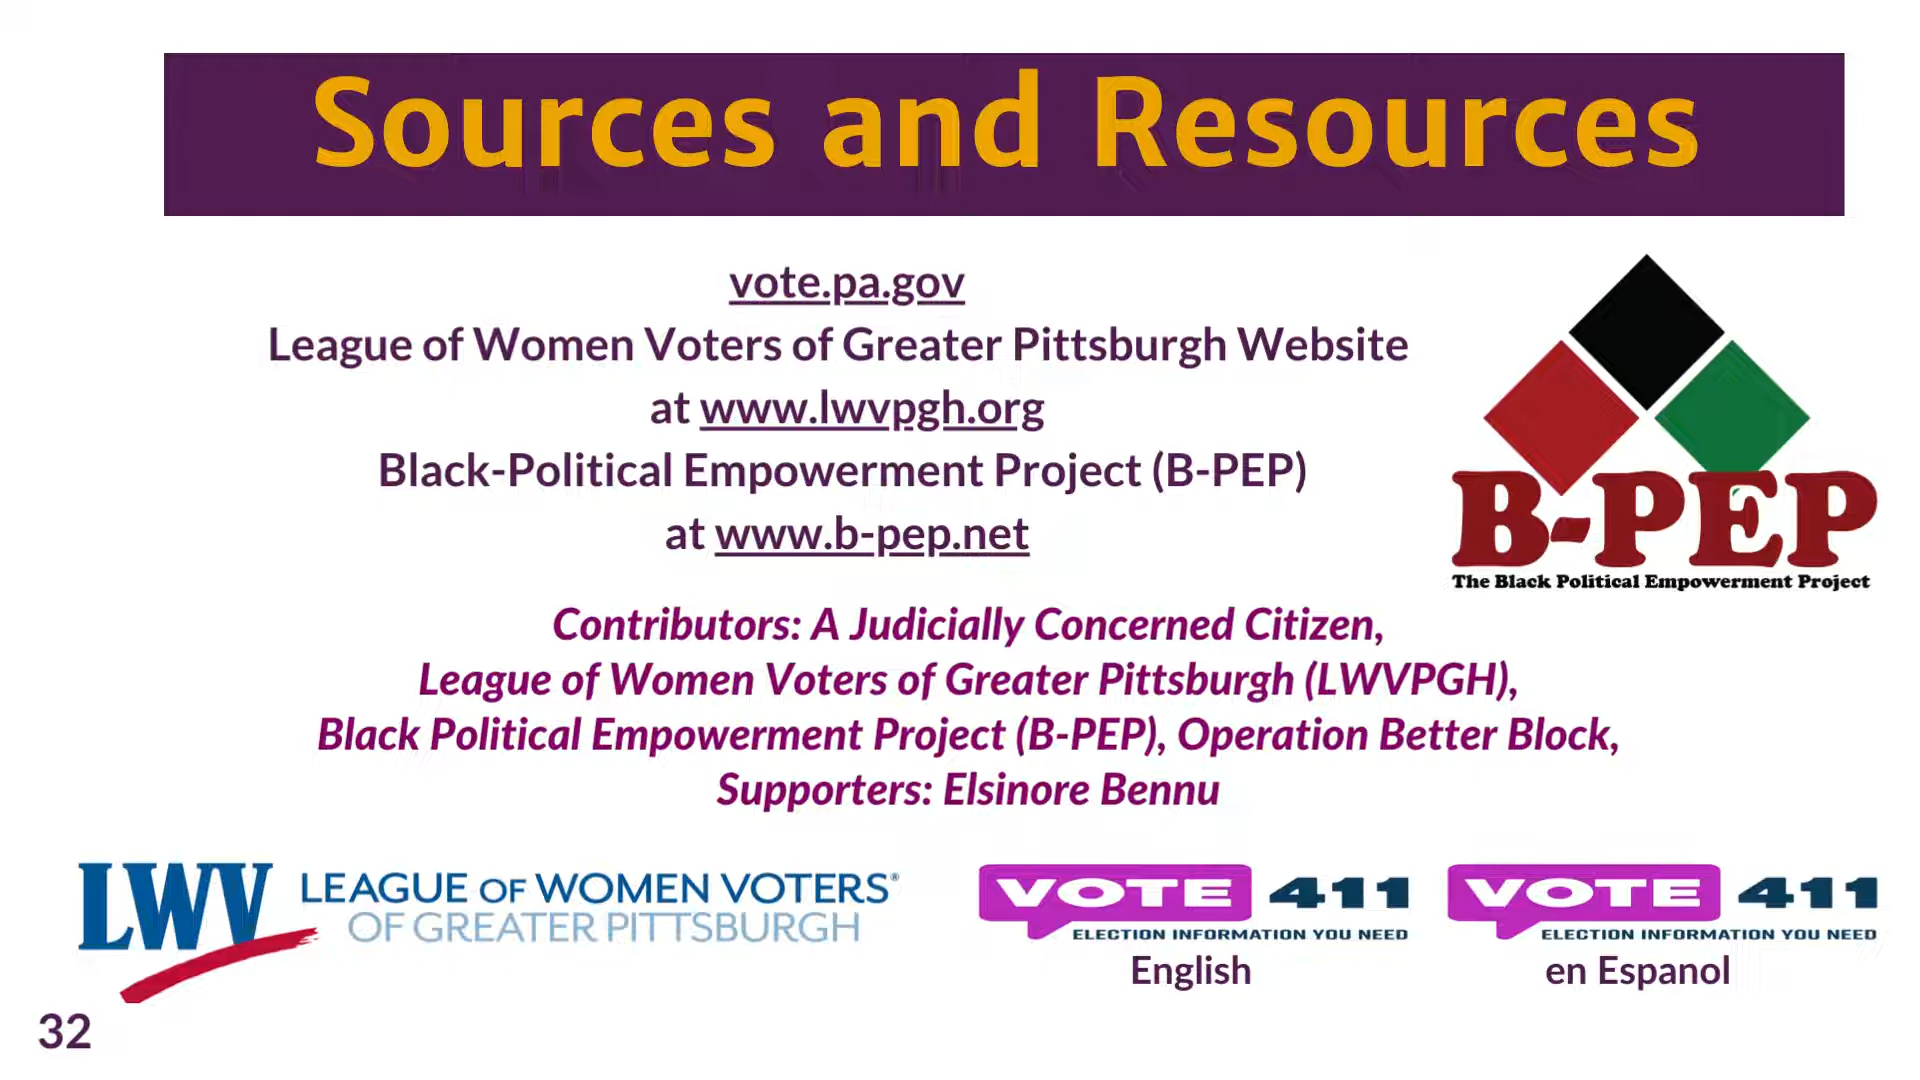 Sources and Resources
vote.pa.gov
League of Women Voters of Greater Pittsburgh Website
at www.lwvpgh.org
Black-Political Empowerment Project (B-PEP)
at www.b-pep.net
B-PEP
The Black Political Empowerment Project
Contributors: A Judicially Concerned Citizen,
League of Women Voters of Greater Pittsburgh (LWVPGH),
Black Political Empowerment Project (B-PEP), Operation Better Block,
Supporters: Elsinore Bennu
LWV LEAGUE OF WOMEN VOTERS®
OF GREATER PITTSBURGH
VOTE 411
ELECTION INFORMATION YOU NEED
English
VOTE 411
ELECTION INFORMATION YOU NEED
en Espanol
32